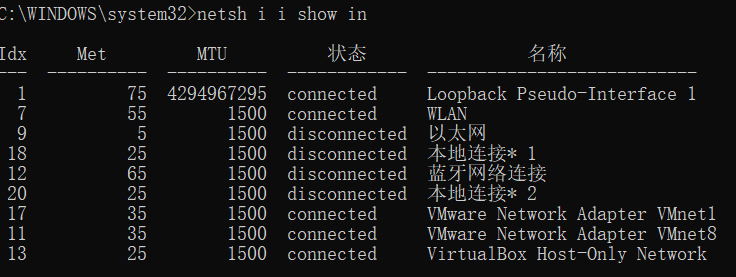 C:\WINDOWS\system32>netsh i i show in
Idx Met MTU 状态 名称
--- ---------- ---------- ------------ ---------------------------
1 75 4294967295 connected Loopback Pseudo-Interface 1
7 55 1500 connected WLAN
9 5 1500 disconnected 以太网
18 25 1500 disconnected 本地连接* 1
12 65 1500 disconnected 蓝牙网络连接
20 25 1500 disconnected 本地连接* 2
17 35 1500 connected VMware Network Adapter VMnet1
11 35 1500 connected VMware Network Adapter VMnet8
13 25 1500 connected VirtualBox Host-Only Network